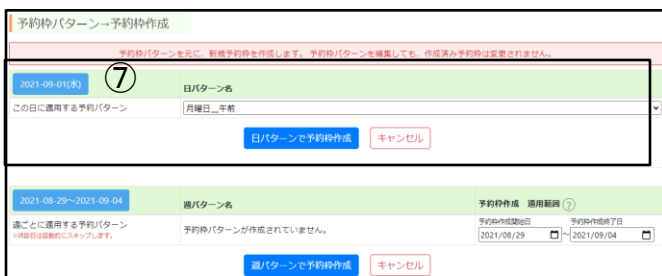 予約枠パターン→予約枠作成
予約枠パターンを元に、新規予約枠を作成します。 予約枠パターンを編集しても、作成済み予約枠は変更されません。
2021-09-01(水) ⑦ 日パターン名
この日に適用する予約パターン 月曜日__午前
日パターンで予約枠作成 キャンセル
2021-08-29～2021-09-04 週パターン名 予約枠作成 適用範囲 ?
週ごとに適用する予約パターン 予約枠パターンが作成されていません。 予約枠作成開始日 予約枠作成終了日
※休診日は自動的にスキップします。 2021/08/29 ～ 2021/09/04
週パターンで予約枠作成 キャンセル